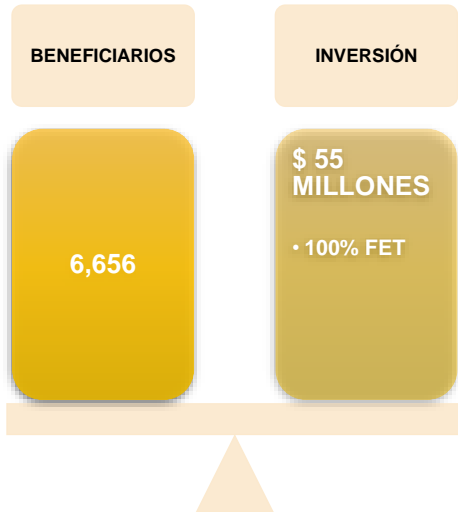 BENEFICIARIOS
INVERSIÓN
6,656
$ 55
MILLONES
• 100% FET